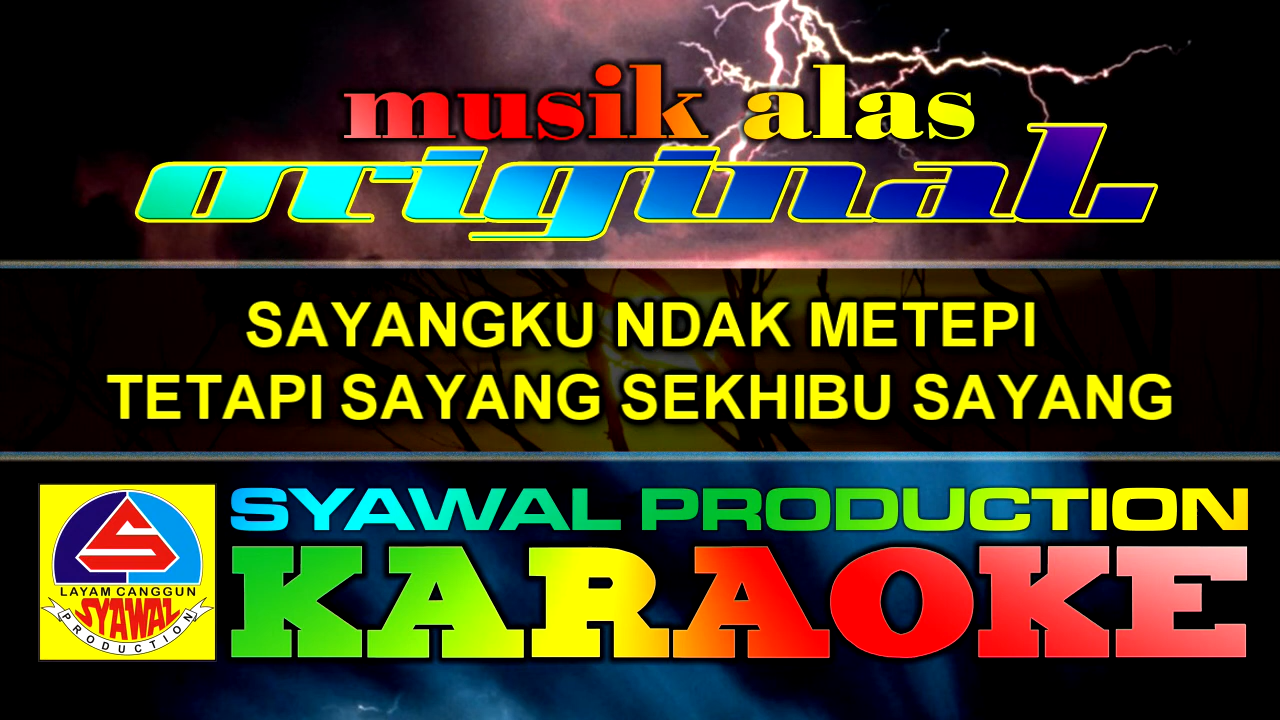 musik alas
original
SAYANGKU NDAK METEPI
TETAPI SAYANG SEKHIBU SAYANG
SYAWAL PRODUCTION
KARAOKE
S
LAYAM CANGGUN
SYAWAL
PRODUCTION